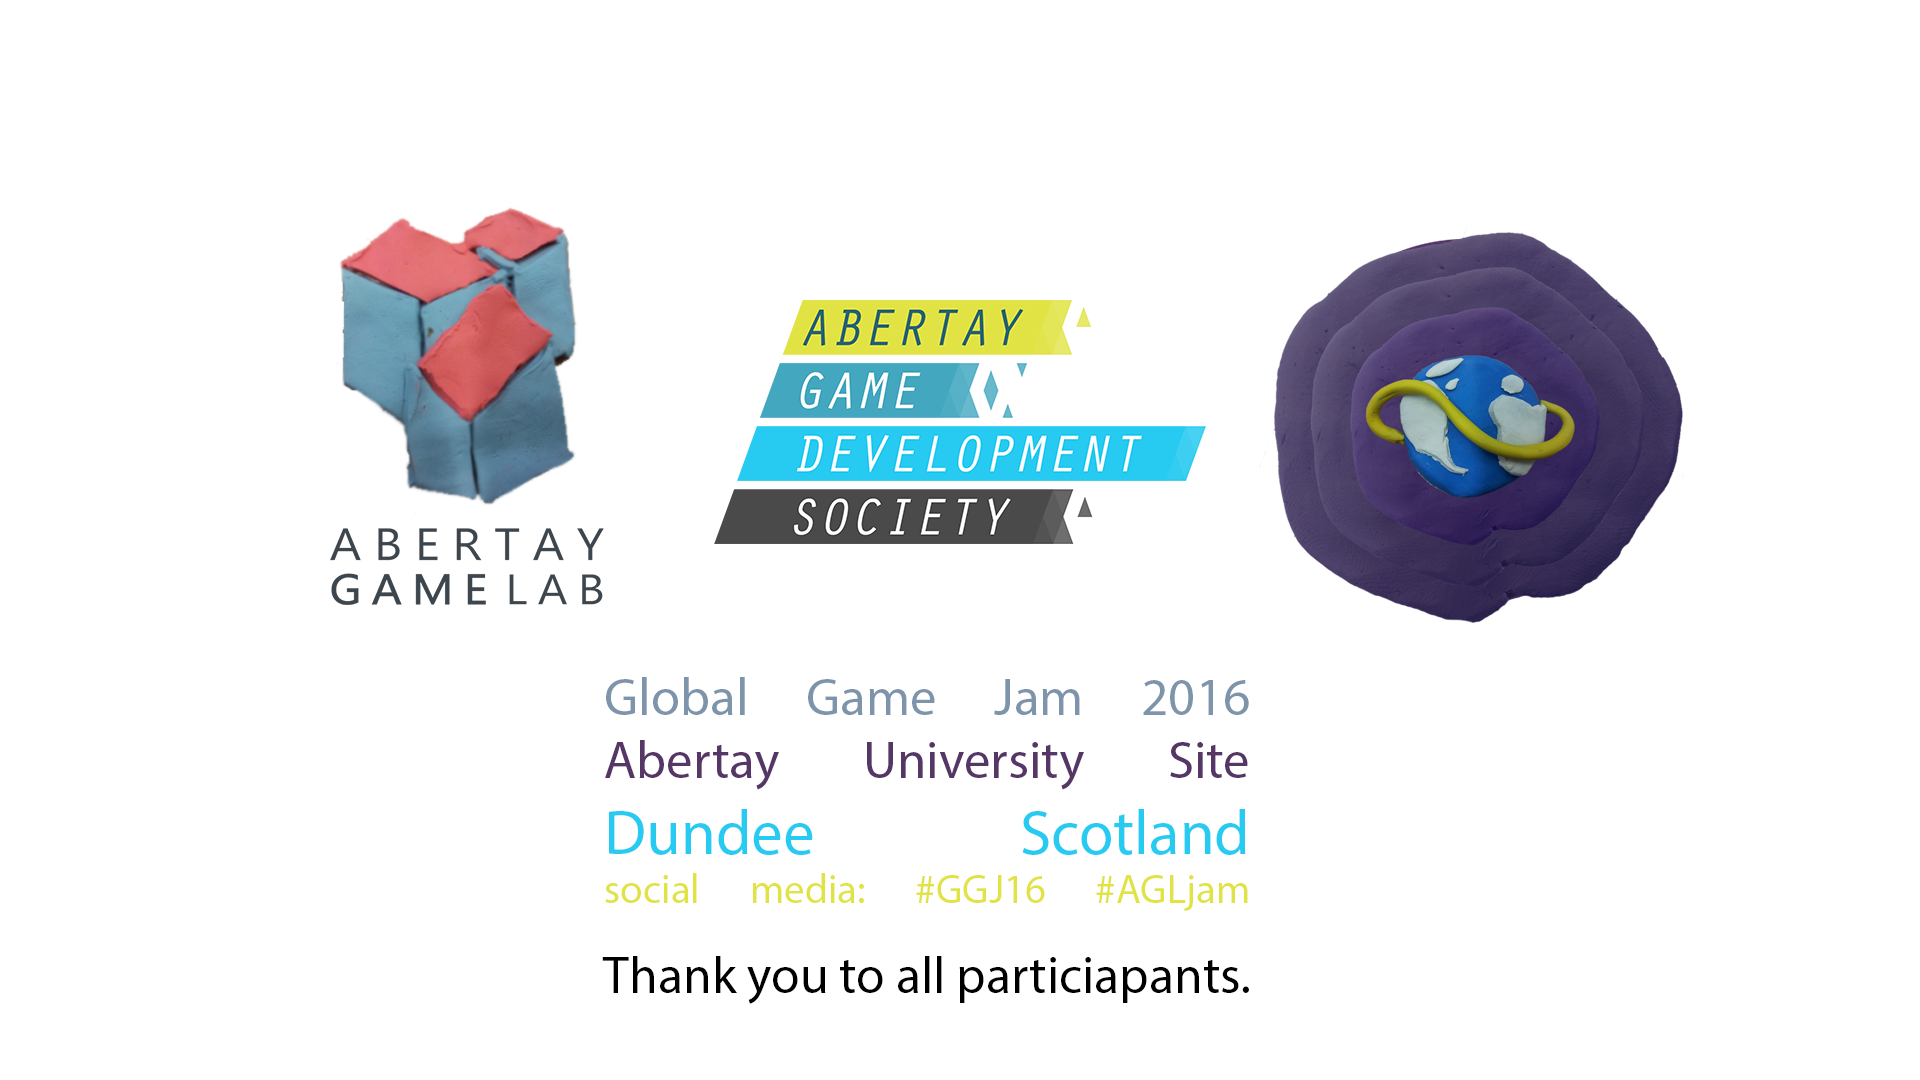 ABERTAY
GAME LAB
ABERTAY
GAME
DEVELOPMENT
SOCIETY
Global Game Jam 2016
Abertay University Site
Dundee Scotland
social media: #GGJ16 #AGLjam
Thank you to all particiapants.